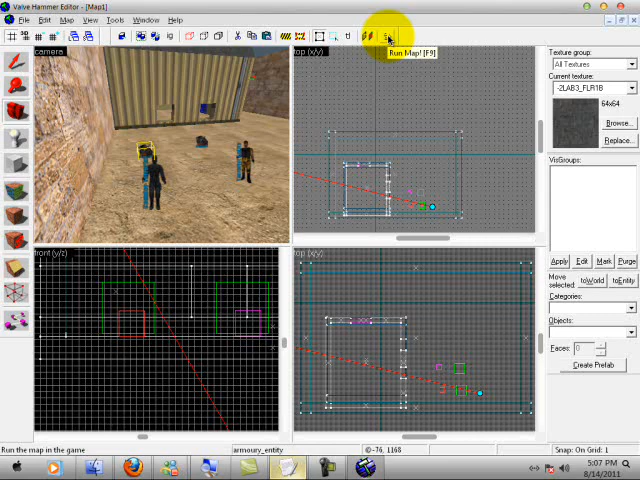 Valve Hammer Editor - [Map1]
File Edit Map View Tools Window Help
Run Map! [F9]
camera
top (x/y)
front (y/z)
top (x/y)
Texture group:
All Textures
Current texture:
-2LAB3_FLR1B
64x64
Browse...
Replace...
VisGroups:
Apply Edit Mark Purge
Move selected: toWorld toEntity
Categories:
Objects:
Faces: 0
Create Prefab
Run the map in the game
armoury_entity
@-76, 1168
Snap: On Grid: 1
5:07 PM
8/14/2011